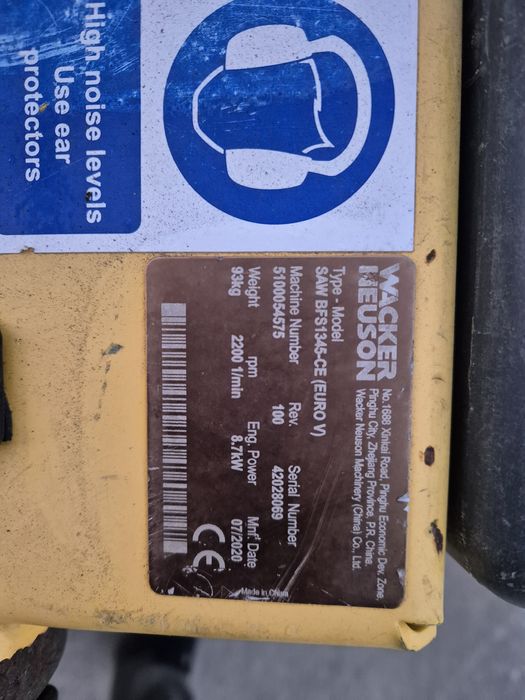 High noise levels
Use ear
protectors
WACKER
NEUSON
No.1688 Xinkai Road, Pinghu Economic Dev. Zone,
Pinghu City, Zhejiang Province, P.R. China.
Wacker Neuson Machinery (China) Co., Ltd.
Type - Model
SAW BFS1345-CE (EURO V)
Machine Number Rev. Serial Number
5100054575 100 42028069
Weight rpm Eng. Power Mnf. Date
93kg 2200 1/min 8.7kW 07/2020
CE
Made in China